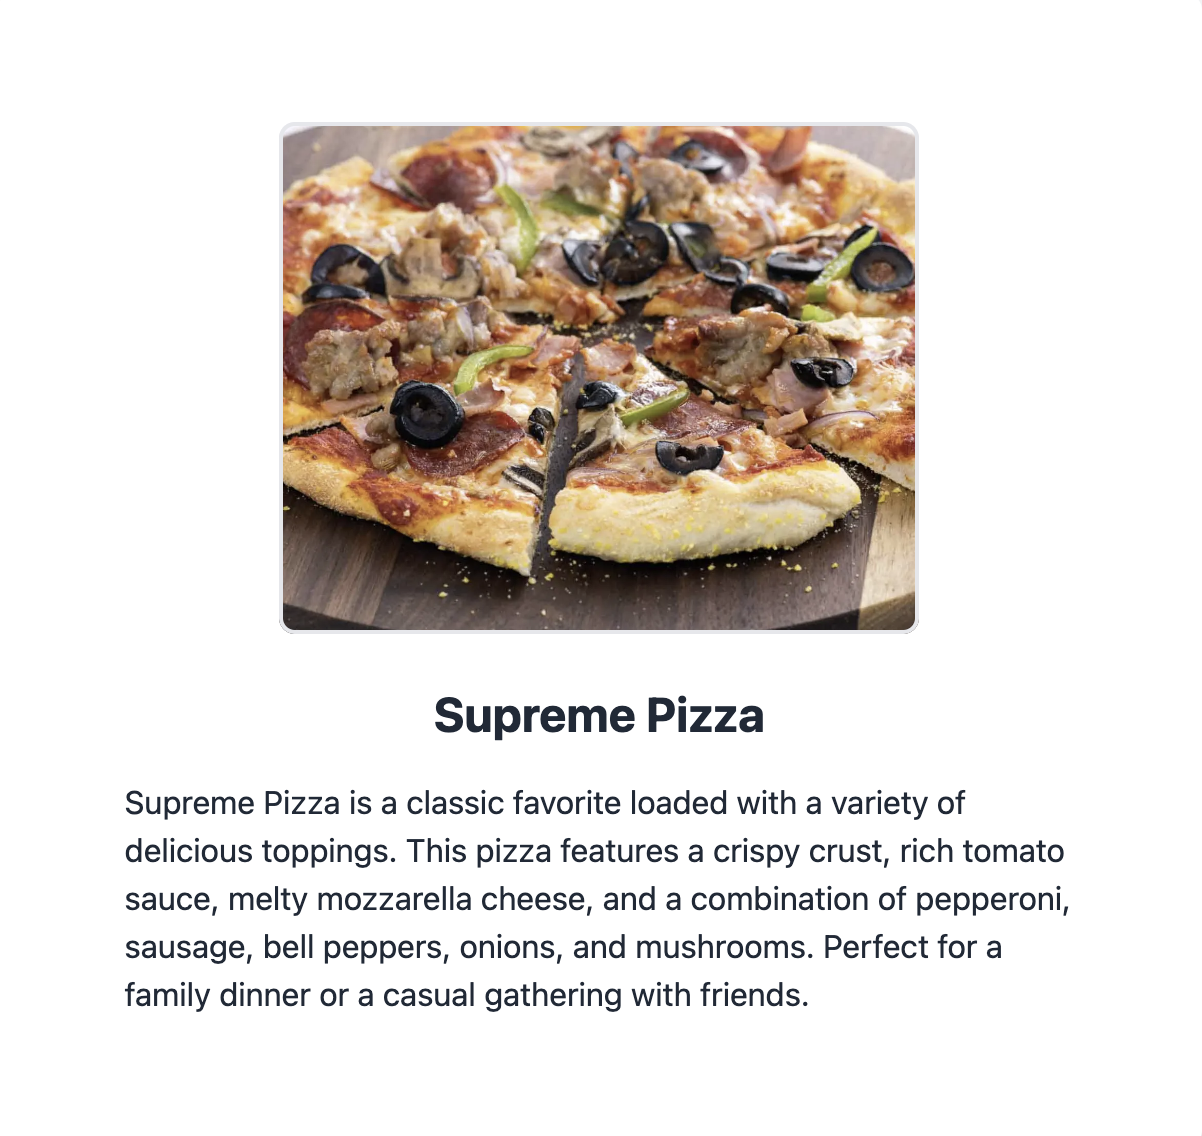 Supreme Pizza
Supreme Pizza is a classic favorite loaded with a variety of
delicious toppings. This pizza features a crispy crust, rich tomato
sauce, melty mozzarella cheese, and a combination of pepperoni,
sausage, bell peppers, onions, and mushrooms. Perfect for a
family dinner or a casual gathering with friends.